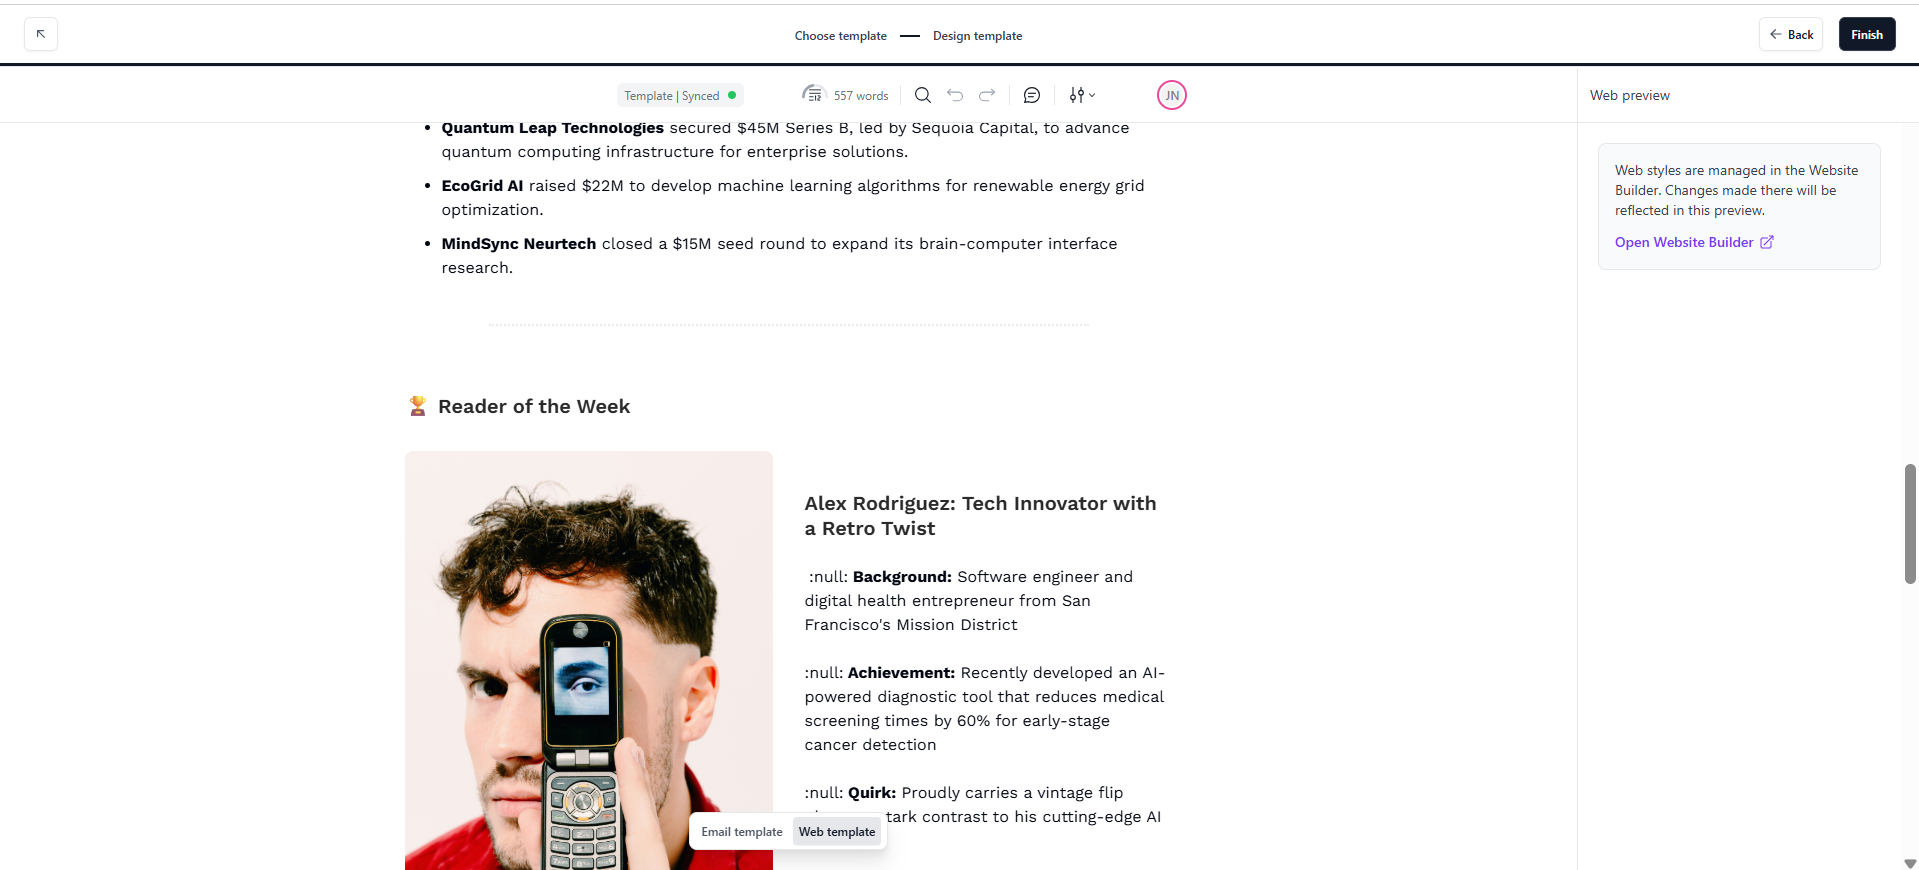 Choose template
Design template
Back
Finish
Template | Synced
557 words
JN
Web preview
Quantum Leap Technologies secured $45M Series B, led by Sequoia Capital, to advance
quantum computing infrastructure for enterprise solutions.
EcoGrid AI raised $22M to develop machine learning algorithms for renewable energy grid
optimization.
MindSync Neurtech closed a $15M seed round to expand its brain-computer interface
research.
Web styles are managed in the Website
Builder. Changes made there will be
reflected in this preview.
Open Website Builder
🏆 Reader of the Week
Alex Rodriguez: Tech Innovator with
a Retro Twist
:null: Background: Software engineer and
digital health entrepreneur from San
Francisco's Mission District
:null: Achievement: Recently developed an AI-
powered diagnostic tool that reduces medical
screening times by 60% for early-stage
cancer detection
:null: Quirk: Proudly carries a vintage flip
tark contrast to his cutting-edge AI
Email template
Web template